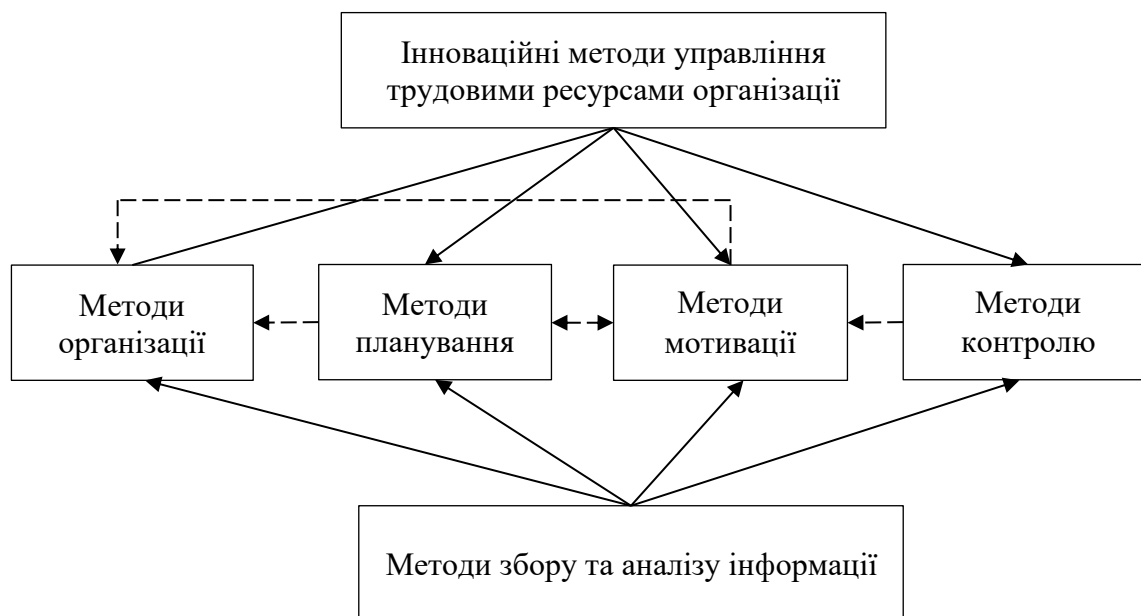 Інноваційні методи управління
трудовими ресурсами організації
Методи
організації
Методи
планування
Методи
мотивації
Методи
контролю
Методи збору та аналізу інформації